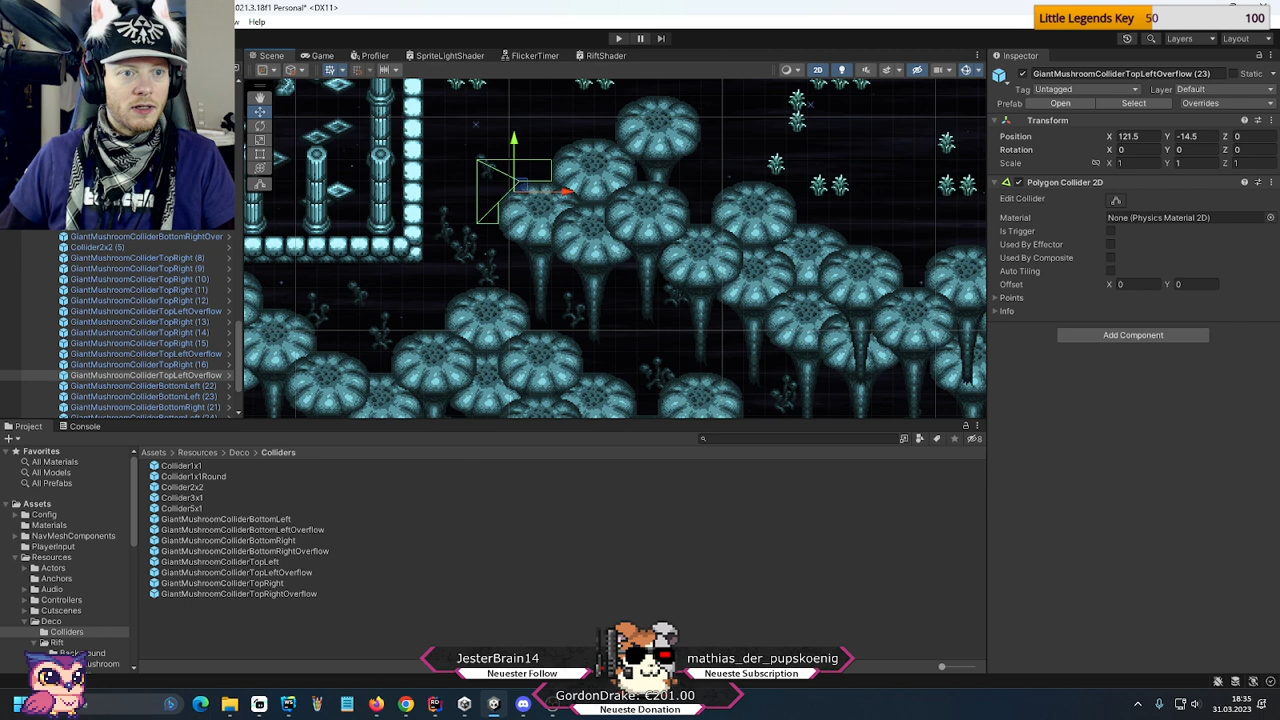 021.3.18f1 Personal* <DX11>
Little Legends Key 50 100
Help
Layers
Layout
Scene
Game
Profiler
SpriteLightShader
FlickerTimer
RiftShader
2D
Inspector
GiantMushroomColliderTopLeftOverflow (23)
Static
Tag Untagged Layer Default
Prefab Open Select Overrides
Transform
Position X 121.5 Y -14.5 Z 0
Rotation X 0 Y 0 Z 0
Scale X 1 Y 1 Z 1
Polygon Collider 2D
Edit Collider
Material None (Physics Material 2D)
Is Trigger
Used By Effector
Used By Composite
Auto Tiling
Offset X 0 Y 0
Points
Info
Add Component
GiantMushroomColliderBottomRightOver
Collider2x2 (5)
GiantMushroomColliderTopRight (8)
GiantMushroomColliderTopRight (9)
GiantMushroomColliderTopRight (10)
GiantMushroomColliderTopRight (11)
GiantMushroomColliderTopRight (12)
GiantMushroomColliderTopLeftOverflow
GiantMushroomColliderTopRight (13)
GiantMushroomColliderTopRight (14)
GiantMushroomColliderTopRight (15)
GiantMushroomColliderTopLeftOverflow
GiantMushroomColliderTopRight (16)
GiantMushroomColliderTopLeftOverflow
GiantMushroomColliderBottomLeft (22)
GiantMushroomColliderBottomLeft (23)
GiantMushroomColliderBottomRight (21)
Project
Console
8
Favorites
All Materials
All Models
All Prefabs
Assets
Config
Materials
NavMeshComponents
PlayerInput
Resources
Actors
Anchors
Audio
Controllers
Cutscenes
Deco
Colliders
Rift
Assets > Resources > Deco > Colliders
Collider1x1
Collider1x1Round
Collider2x2
Collider3x1
Collider5x1
GiantMushroomColliderBottomLeft
GiantMushroomColliderBottomLeftOverflow
GiantMushroomColliderBottomRight
GiantMushroomColliderBottomRightOverflow
GiantMushroomColliderTopLeft
GiantMushroomColliderTopLeftOverflow
GiantMushroomColliderTopRight
GiantMushroomColliderTopRightOverflow
JesterBrain14
Neuester Follow
mathias_der_pupskoenig
Neueste Subscription
GordonDrake: €201.00
Neueste Donation
18:35
31.08.2023